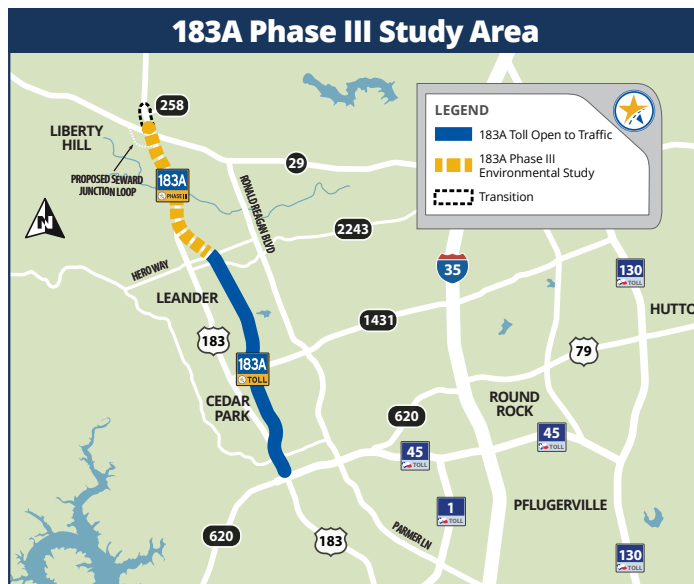 183A Phase III Study Area
258
LIBERTY
HILL
PROPOSED SEWARD
JUNCTION LOOP
183A
PHASE III
29
RONALD REAGAN BLVD
N
2243
HERO WAY
LEANDER
LEGEND
183A Toll Open to Traffic
183A Phase III
Environmental Study
Transition
35
130
TOLL
HUTTO
1431
183
79
183A
TOLL
CEDAR
PARK
620
ROUND
ROCK
45
TOLL
45
TOLL
1
TOLL
PFLUGERVILLE
620
183
PARMER LN
130
TOLL